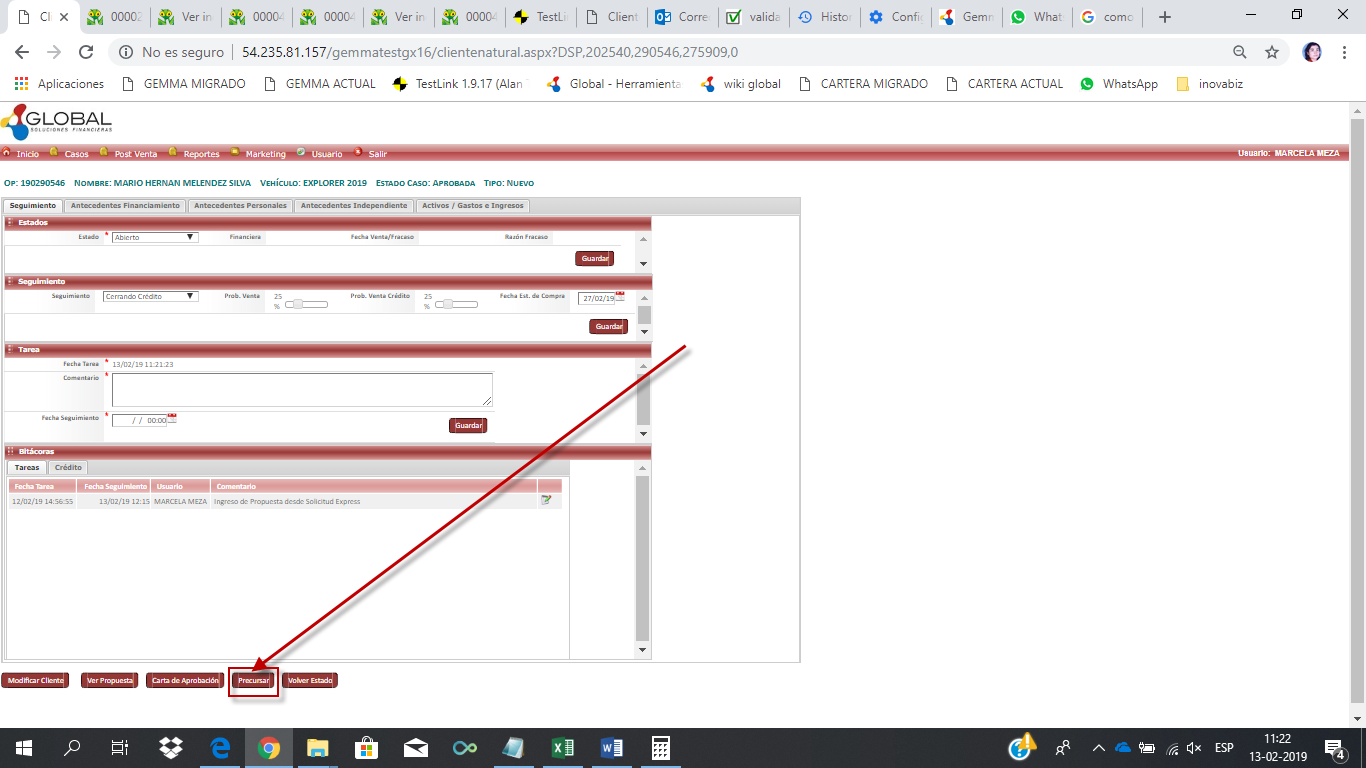 Cli
00002
Ver in
00004
00004
Ver in
00004
TestLin
Client
Corre
valida
Histor
Confi
Gemm
What
como
No es seguro | 54.235.81.157/gemmatestgx16/clientenatural.aspx?DSP,202540,290546,275909,0
Aplicaciones
GEMMA MIGRADO
GEMMA ACTUAL
TestLink 1.9.17 (Alan
Global - Herramienta
wiki global
CARTERA MIGRADO
CARTERA ACTUAL
WhatsApp
inovabiz
GLOBAL
SOLUCIONES FINANCIERAS
Inicio Casos Post Venta Reportes Marketing Usuario Salir Usuario: MARCELA MEZA
Op: 190290546 Nombre: MARIO HERNAN MELENDEZ SILVA Vehículo: EXPLORER 2019 Estado Caso: Aprobada Tipo: Nuevo
Seguimiento Antecedentes Financiamiento Antecedentes Personales Antecedentes Independiente Activos / Gastos e Ingresos
Estados
Estado * Abierto Financiera Fecha Venta/Fracaso Razón Fracaso
Guardar
Seguimiento
Seguimiento Cerrando Crédito Prob. Venta 25 % Prob. Venta Crédito 25 % Fecha Est. de Compra 27/02/19
Guardar
Tarea
Fecha Tarea * 13/02/19 11:21:23
Comentario *
Fecha Seguimiento * / / 00:00
Guardar
Bitácoras
Tareas Crédito
Fecha Tarea Fecha Seguimiento Usuario Comentario
12/02/19 14:56:55 13/02/19 12:15 MARCELA MEZA Ingreso de Propuesta desde Solicitud Express
Modificar Cliente Ver Propuesta Carta de Aprobación Precursar Volver Estado
ESP
11:22
13-02-2019
4